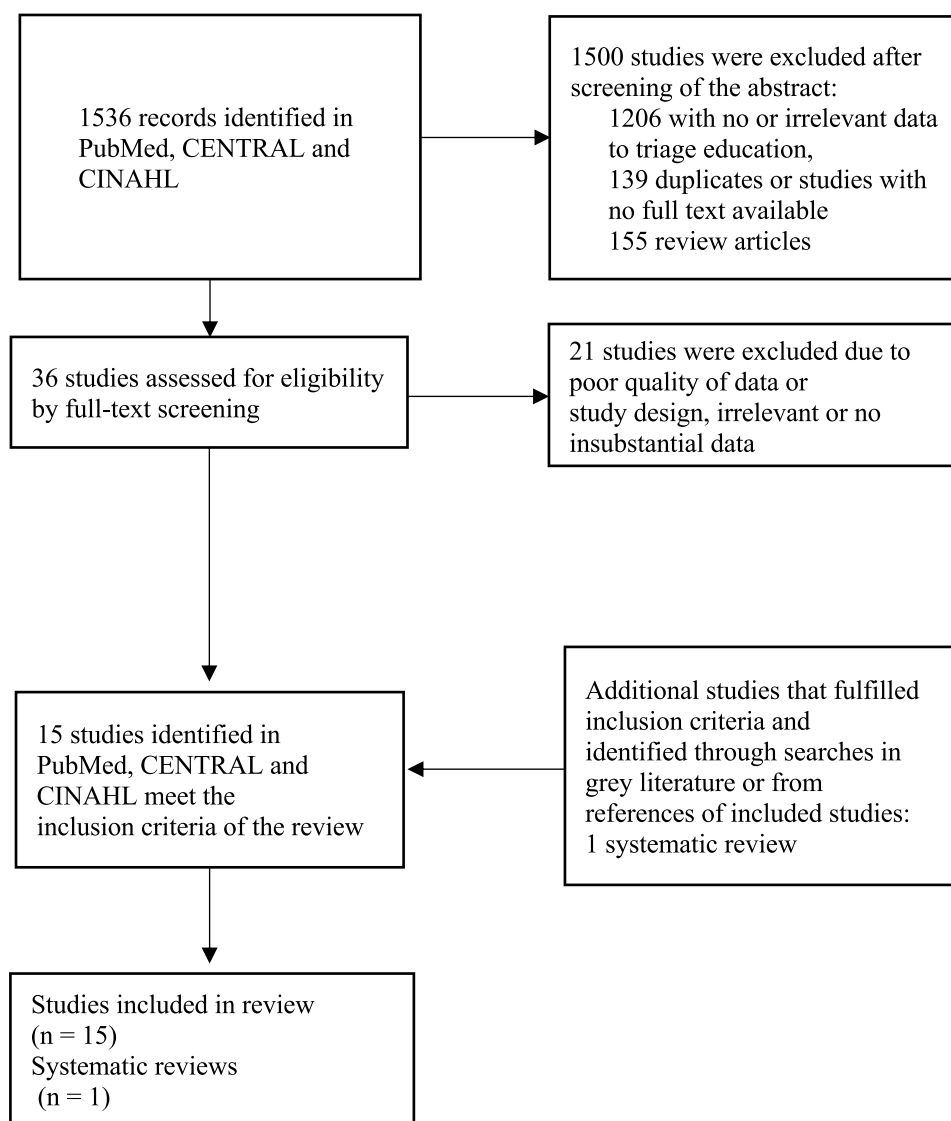 1536 records identified in
PubMed, CENTRAL and
CINAHL
1500 studies were excluded after
screening of the abstract:
1206 with no or irrelevant data
to triage education,
139 duplicates or studies with
no full text available
155 review articles
36 studies assessed for eligibility
by full-text screening
21 studies were excluded due to
poor quality of data or
study design, irrelevant or no
insubstantial data
15 studies identified in
PubMed, CENTRAL and
CINAHL meet the
inclusion criteria of the review
Additional studies that fulfilled
inclusion criteria and
identified through searches in
grey literature or from
references of included studies:
1 systematic review
Studies included in review
(n = 15)
Systematic reviews
(n = 1)